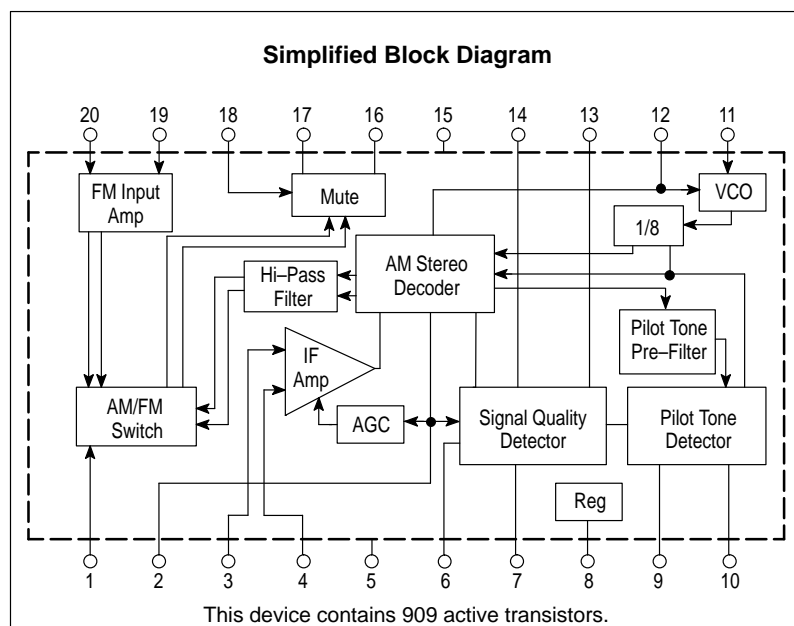 Simplified Block Diagram
20 19 18 17 16 15 14 13 12 11
FM Input
Amp
Mute
VCO
1/8
Hi–Pass
Filter
AM Stereo
Decoder
Pilot Tone
Pre–Filter
IF
Amp
AM/FM
Switch
AGC
Signal Quality
Detector
Pilot Tone
Detector
Reg
1 2 3 4 5 6 7 8 9 10
This device contains 909 active transistors.